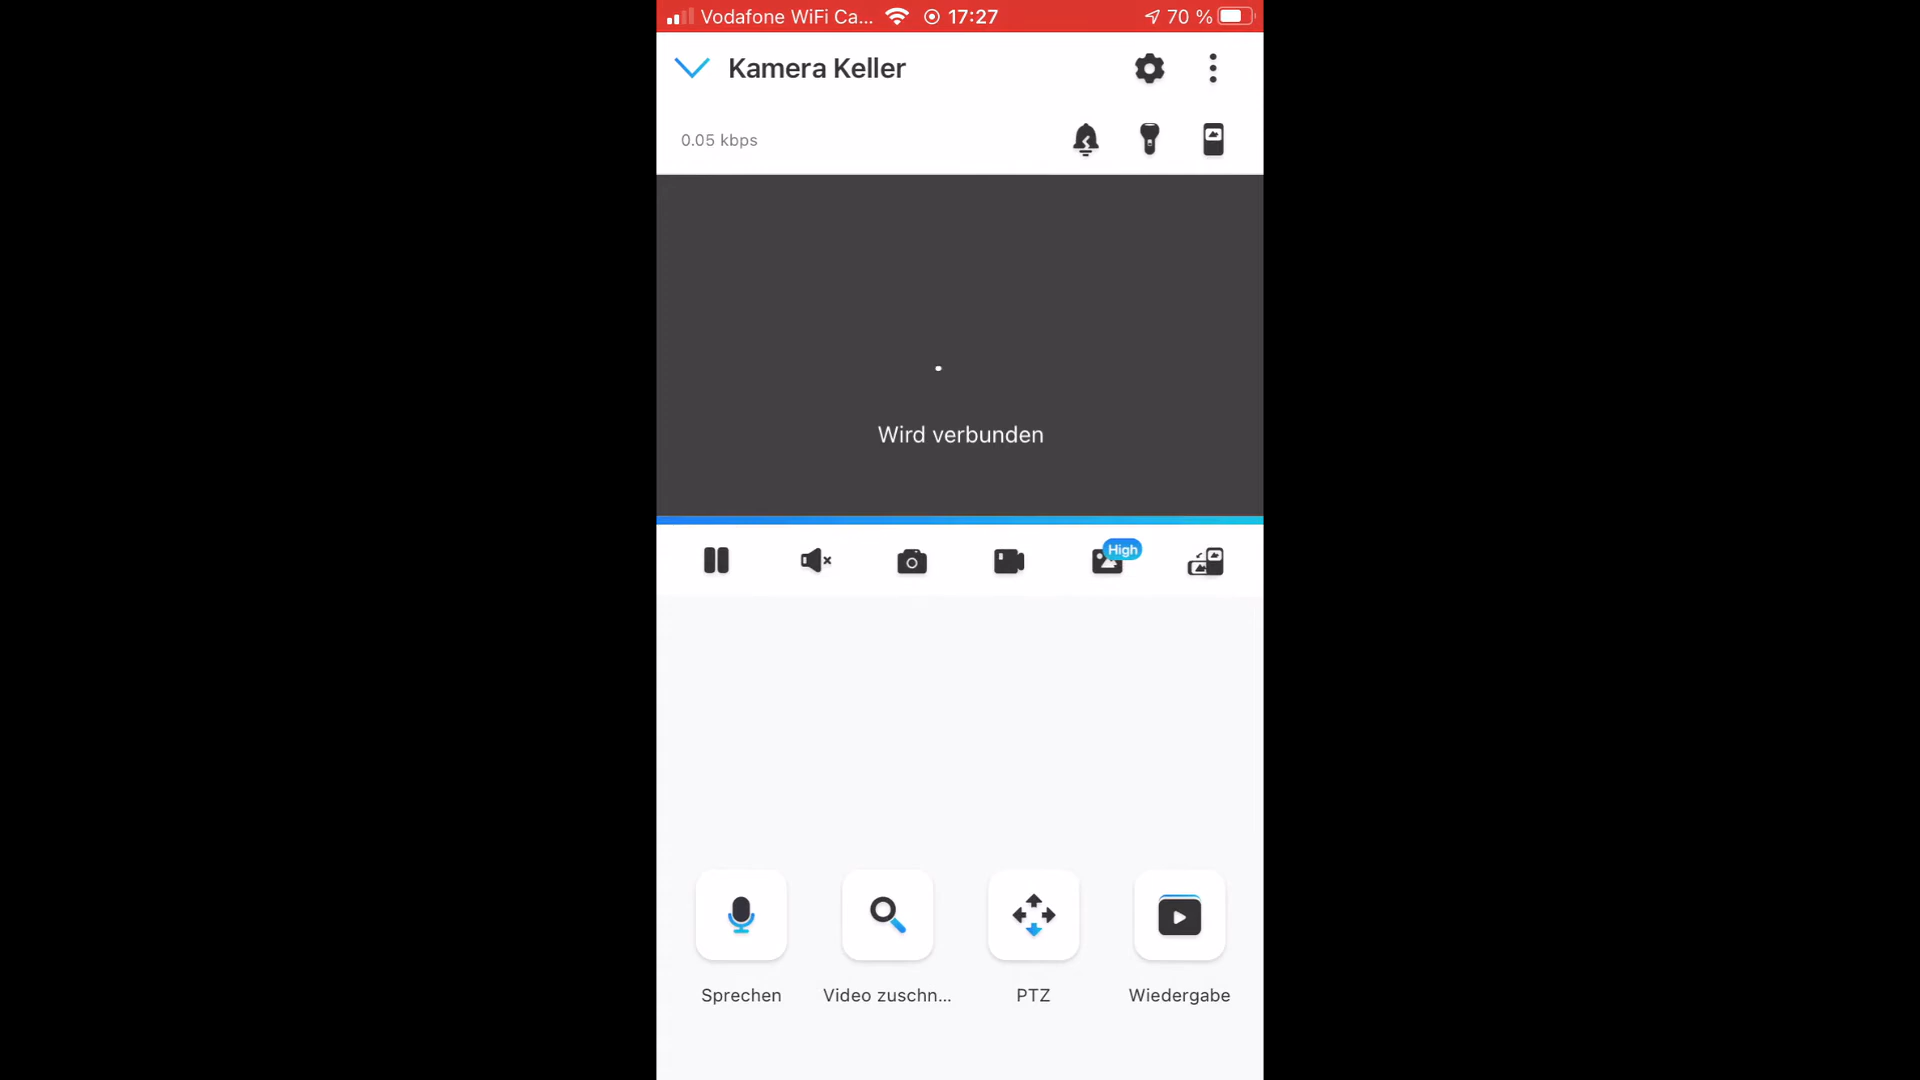 Vodafone WiFi Ca... 17:27 70 %
Kamera Keller
0.05 kbps
Wird verbunden
High
Sprechen
Video zuschn...
PTZ
Wiedergabe